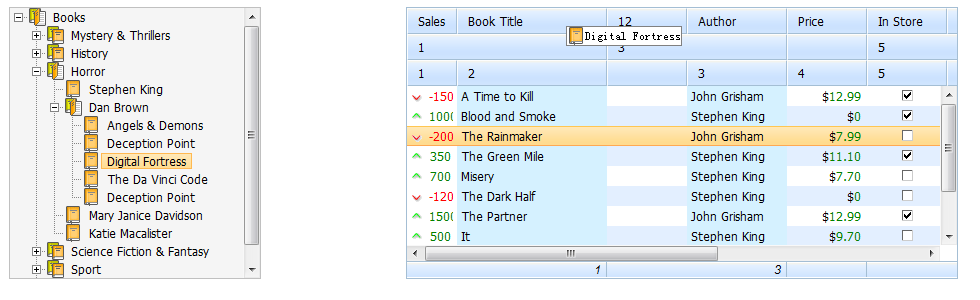 Books
Mystery & Thrillers
History
Horror
Stephen King
Dan Brown
Angels & Demons
Deception Point
Digital Fortress
The Da Vinci Code
Deception Point
Mary Janice Davidson
Katie Macalister
Science Fiction & Fantasy
Sport
Sales Book Title 12 Author Price In Store
Digital Fortress
1 3 5
1 2 3 4 5
-150 A Time to Kill John Grisham $12.99
1000 Blood and Smoke Stephen King $0
-200 The Rainmaker John Grisham $7.99
350 The Green Mile Stephen King $11.10
700 Misery Stephen King $7.70
-120 The Dark Half Stephen King $0
1500 The Partner John Grisham $12.99
500 It Stephen King $9.70
1 3